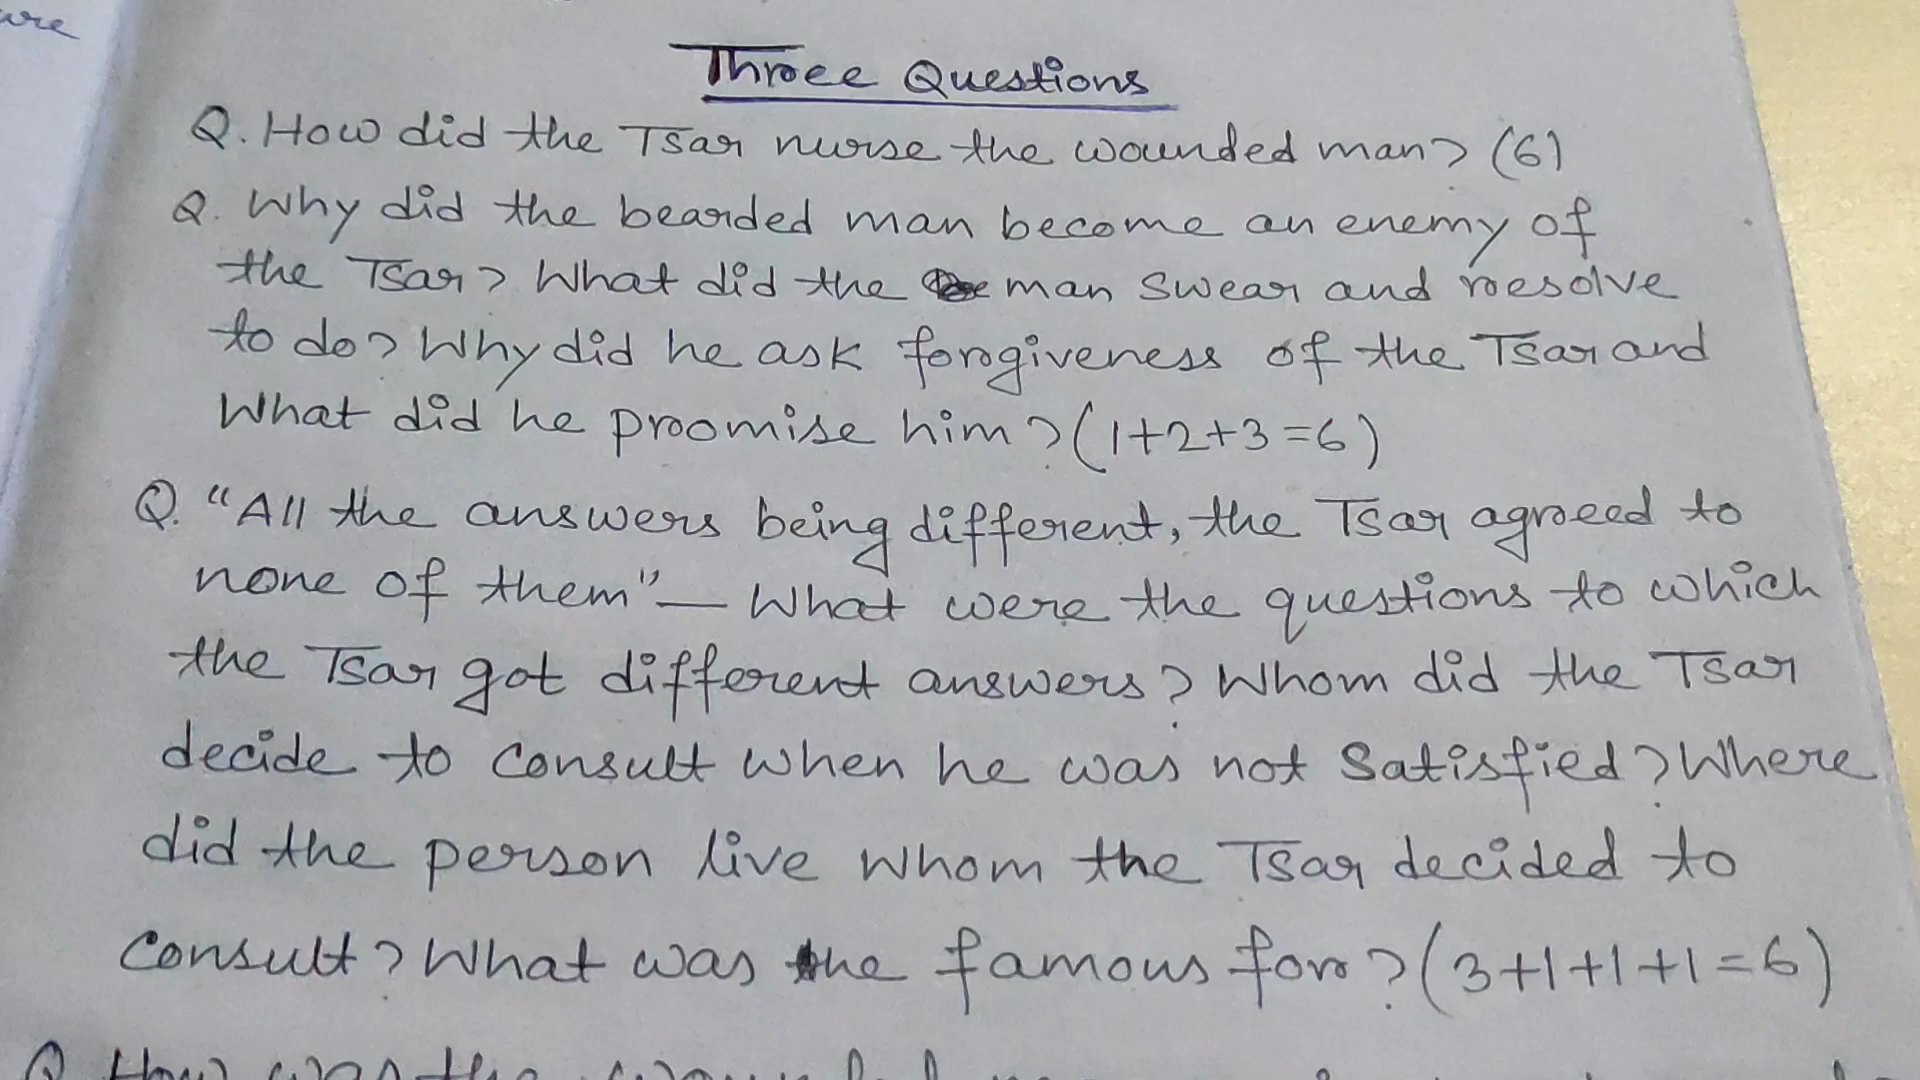 are
Three Questions
Q. How did the Tsar nurse the wounded man? (6)
Q. Why did the bearded man become an enemy of
the Tsar? What did the man swear and resolve
to do? Why did he ask forgiveness of the Tsar and
What did he promise him? (1+2+3=6)
Q. "All the answers being different, the Tsar agreed to
none of them" — What were the questions to which
the Tsar got different answers? Whom did the Tsar
decide to consult when he was not satisfied? Where
did the person live whom the Tsar decided to
consult? What was he famous for? (3+1+1+1=6)
Q How was the wounded